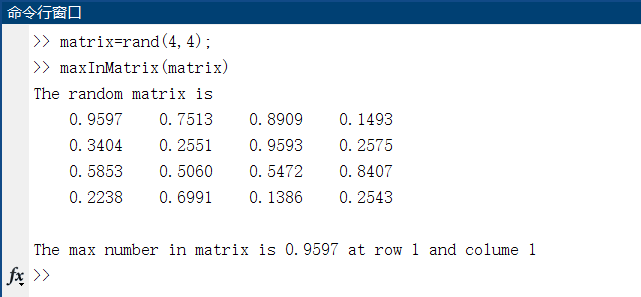 命令行窗口
>> matrix=rand(4,4);
>> maxInMatrix(matrix)
The random matrix is
0.9597 0.7513 0.8909 0.1493
0.3404 0.2551 0.9593 0.2575
0.5853 0.5060 0.5472 0.8407
0.2238 0.6991 0.1386 0.2543
The max number in matrix is 0.9597 at row 1 and colume 1
fx >>